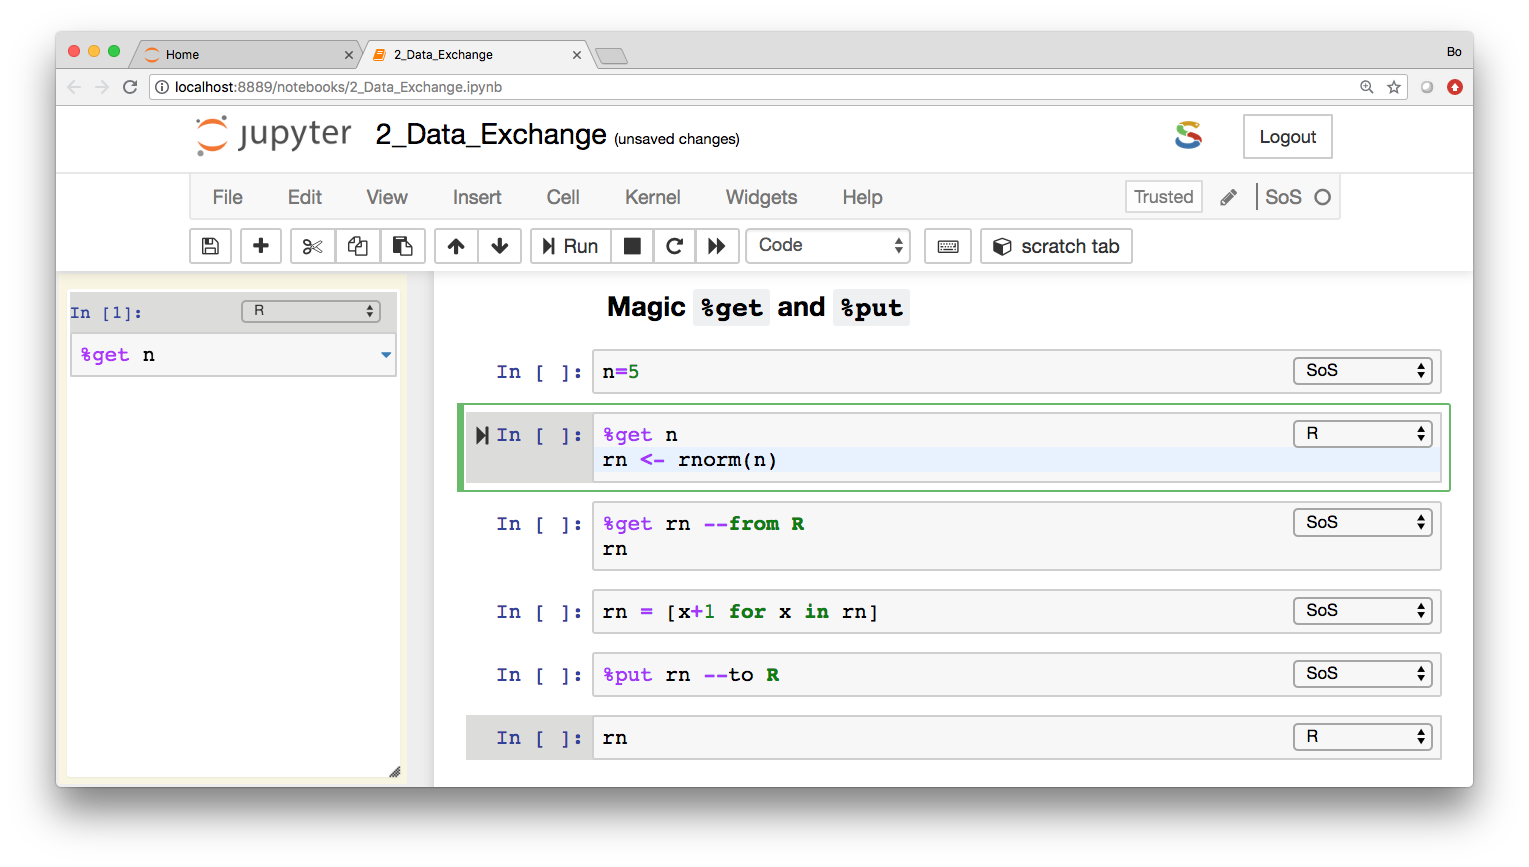 Home
2_Data_Exchange
Bo
localhost:8889/notebooks/2_Data_Exchange.ipynb
jupyter 2_Data_Exchange (unsaved changes)
Logout
File Edit View Insert Cell Kernel Widgets Help
Trusted SoS
Run Code scratch tab
In [1]: R
%get n
Magic %get and %put
In [ ]: n=5 SoS
In [ ]: %get n R
rn <- rnorm(n)
In [ ]: %get rn --from R SoS
rn
In [ ]: rn = [x+1 for x in rn] SoS
In [ ]: %put rn --to R SoS
In [ ]: rn R